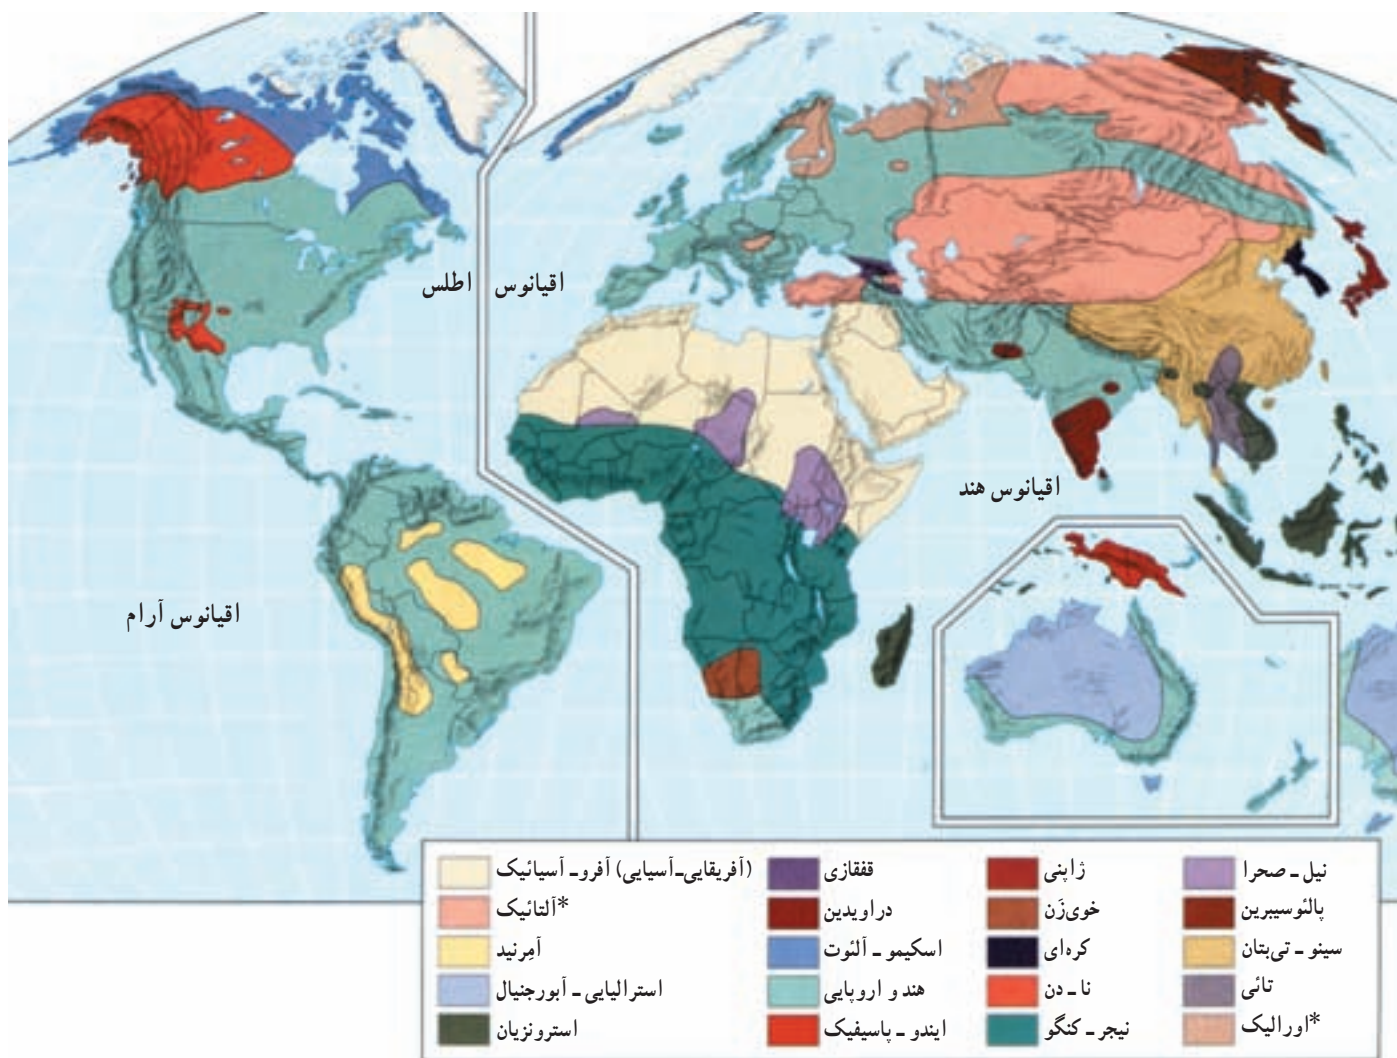 اقیانوس اطلس
اقیانوس هند
اقیانوس آرام
نیل ـ صحرا
پالئوسیبرین
سینو ـ تی‌بتان
تائی
*اورالیک
ژاپنی
خوی‌زَن
کره‌ای
نا ـ دن
نیجر ـ کنگو
قفقازی
دراویدین
اسکیمو ـ آلئوت
هند و اروپایی
ایندو ـ پاسیفیک
(آفریقایی-آسیایی) آفرو- آسیائیک
*آلتائیک
آمِرنید
استرالیایی ـ آبورجنیال
استرونزیان